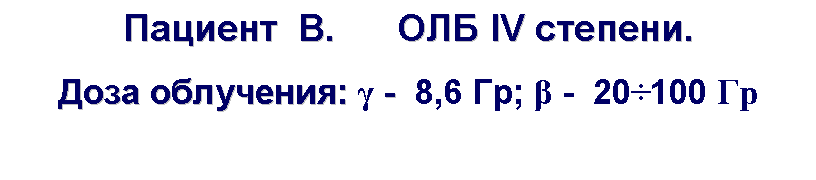 Пациент В. ОЛБ IV степени.
Доза облучения: γ - 8,6 Гр; β - 20÷100 Гр